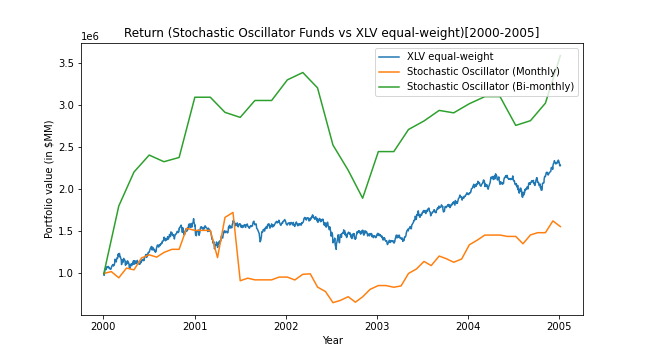 Return (Stochastic Oscillator Funds vs XLV equal-weight)[2000-2005]
1e6
XLV equal-weight
Stochastic Oscillator (Monthly)
Stochastic Oscillator (Bi-monthly)
3.5
3.0
2.5
2.0
1.5
1.0
Portfolio value (in $MM)
2000 2001 2002 2003 2004 2005
Year